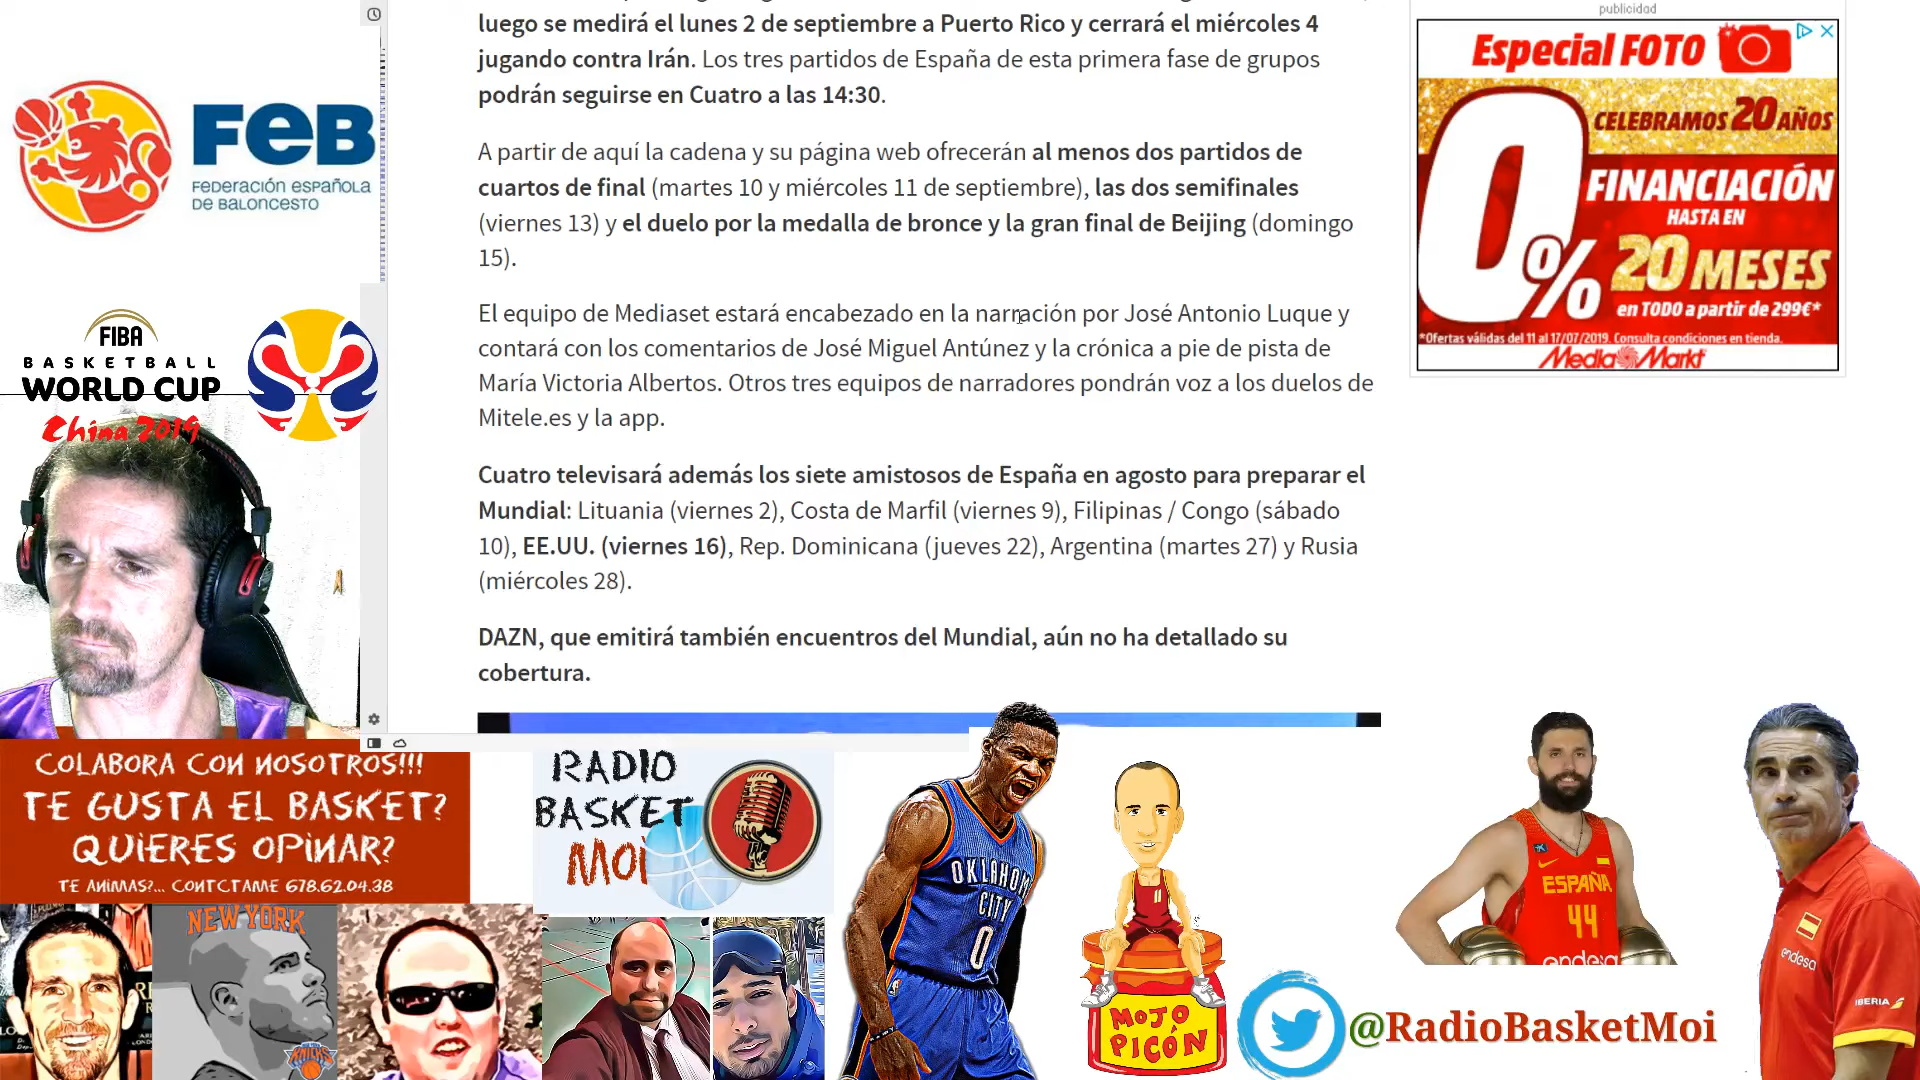 luego se medirá el lunes 2 de septiembre a Puerto Rico y cerrará el miércoles 4
jugando contra Irán. Los tres partidos de España de esta primera fase de grupos
podrán seguirse en Cuatro a las 14:30.
A partir de aquí la cadena y su página web ofrecerán al menos dos partidos de
cuartos de final (martes 10 y miércoles 11 de septiembre), las dos semifinales
(viernes 13) y el duelo por la medalla de bronce y la gran final de Beijing (domingo
15).
El equipo de Mediaset estará encabezado en la narración por José Antonio Luque y
contará con los comentarios de José Miguel Antúnez y la crónica a pie de pista de
María Victoria Albertos. Otros tres equipos de narradores pondrán voz a los duelos de
Mitele.es y la app.
Cuatro televisará además los siete amistosos de España en agosto para preparar el
Mundial: Lituania (viernes 2), Costa de Marfil (viernes 9), Filipinas / Congo (sábado
10), EE.UU. (viernes 16), Rep. Dominicana (jueves 22), Argentina (martes 27) y Rusia
(miércoles 28).
DAZN, que emitirá también encuentros del Mundial, aún no ha detallado su
cobertura.
publicidad
Especial FOTO
CELEBRAMOS 20 AÑOS
0%
FINANCIACIÓN
HASTA EN
20 MESES
en TODO a partir de 299€*
*Ofertas válidas del 11 al 17/07/2019. Consulta condiciones en tienda.
Media Markt
FEB
FEDERACIÓN ESPAÑOLA
DE BALONCESTO
FIBA
BASKETBALL
WORLD CUP
China 2019
COLABORA CON NOSOTROS!!!
TE GUSTA EL BASKET?
QUIERES OPINAR?
TE ANIMAS?... CONTCTAME 678.62.04.38
RADIO
BASKET
MOI
NEW YORK
KNICKS
OKLAHOM
CITY
0
11
MOJO
PICÓN
ESPAÑA
44
endesa
endesa
IBERIA
@RadioBasketMoi